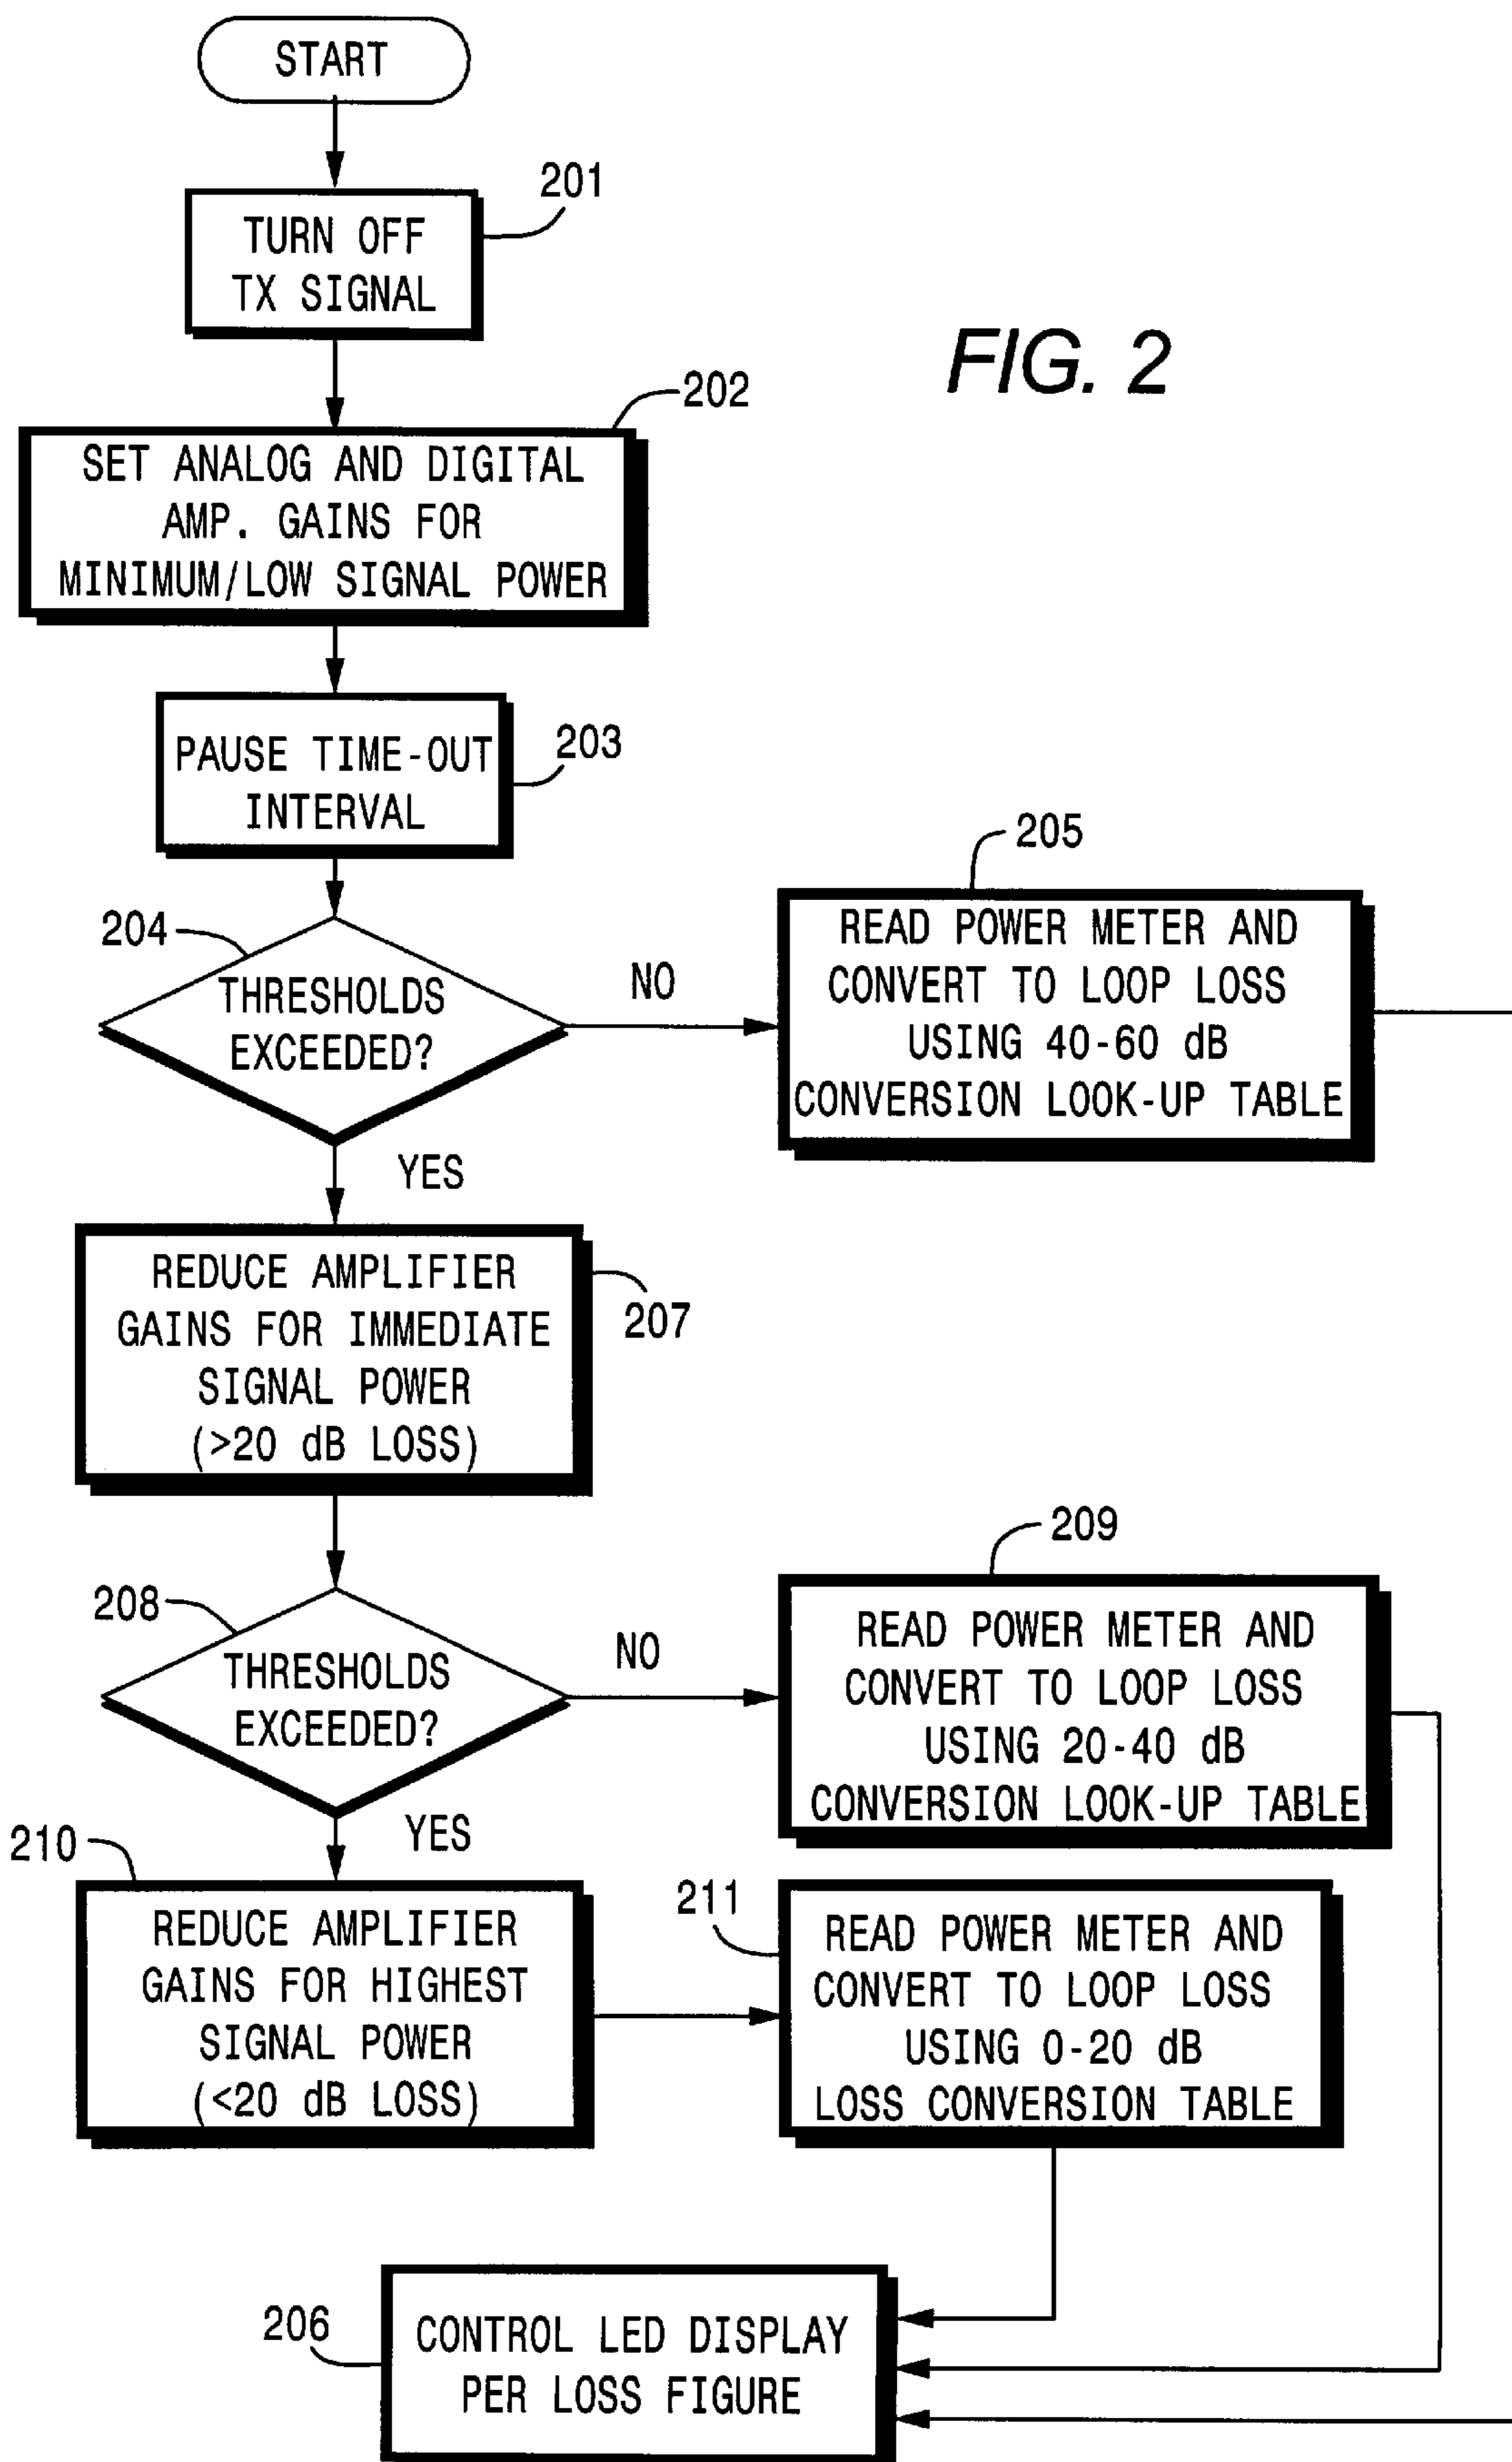 START
201
TURN OFF
TX SIGNAL
FIG. 2
202
SET ANALOG AND DIGITAL
AMP. GAINS FOR
MINIMUM/LOW SIGNAL POWER
203
PAUSE TIME-OUT
INTERVAL
204
THRESHOLDS
EXCEEDED?
NO
205
READ POWER METER AND
CONVERT TO LOOP LOSS
USING 40-60 dB
CONVERSION LOOK-UP TABLE
YES
REDUCE AMPLIFIER
GAINS FOR IMMEDIATE
SIGNAL POWER
(>20 dB LOSS)
207
208
THRESHOLDS
EXCEEDED?
NO
209
READ POWER METER AND
CONVERT TO LOOP LOSS
USING 20-40 dB
CONVERSION LOOK-UP TABLE
YES
210
REDUCE AMPLIFIER
GAINS FOR HIGHEST
SIGNAL POWER
(<20 dB LOSS)
211
READ POWER METER AND
CONVERT TO LOOP LOSS
USING 0-20 dB
LOSS CONVERSION TABLE
206
CONTROL LED DISPLAY
PER LOSS FIGURE